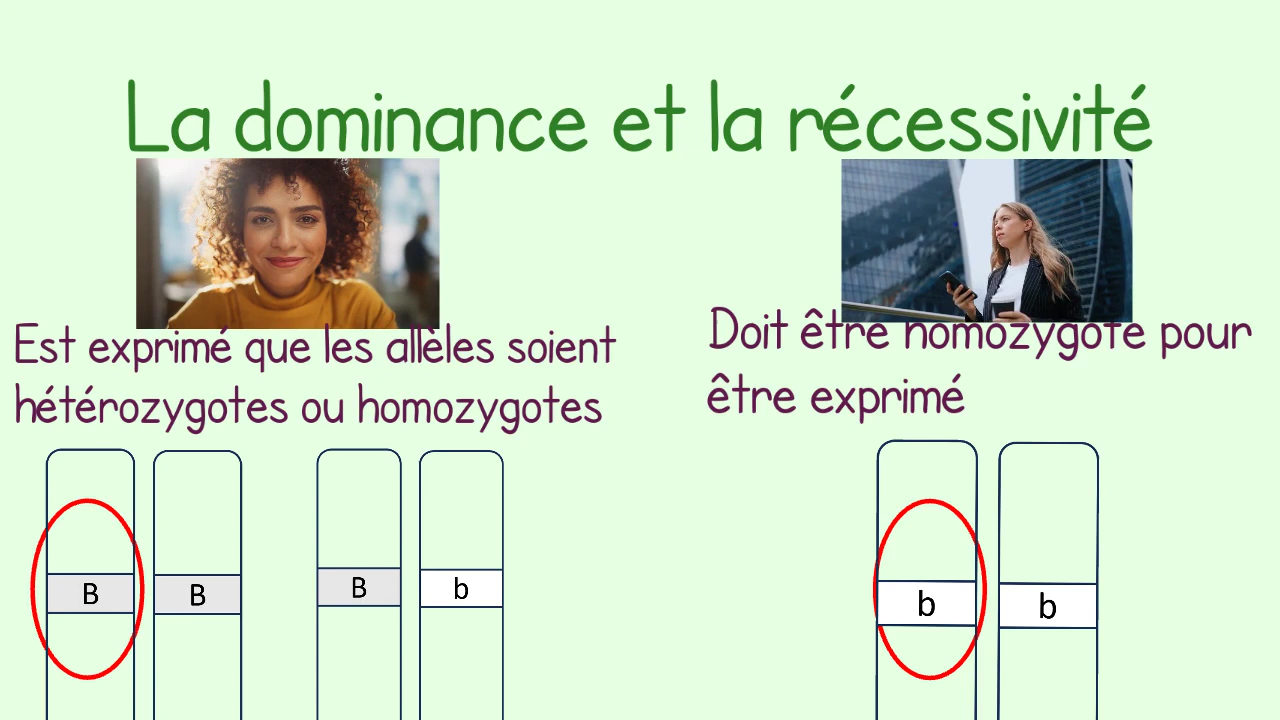 La dominance et la récessivité
Est exprimé que les allèles soient
hétérozygotes ou homozygotes
Doit être homozygote pour
être exprimé
B
B
B
b
b
b